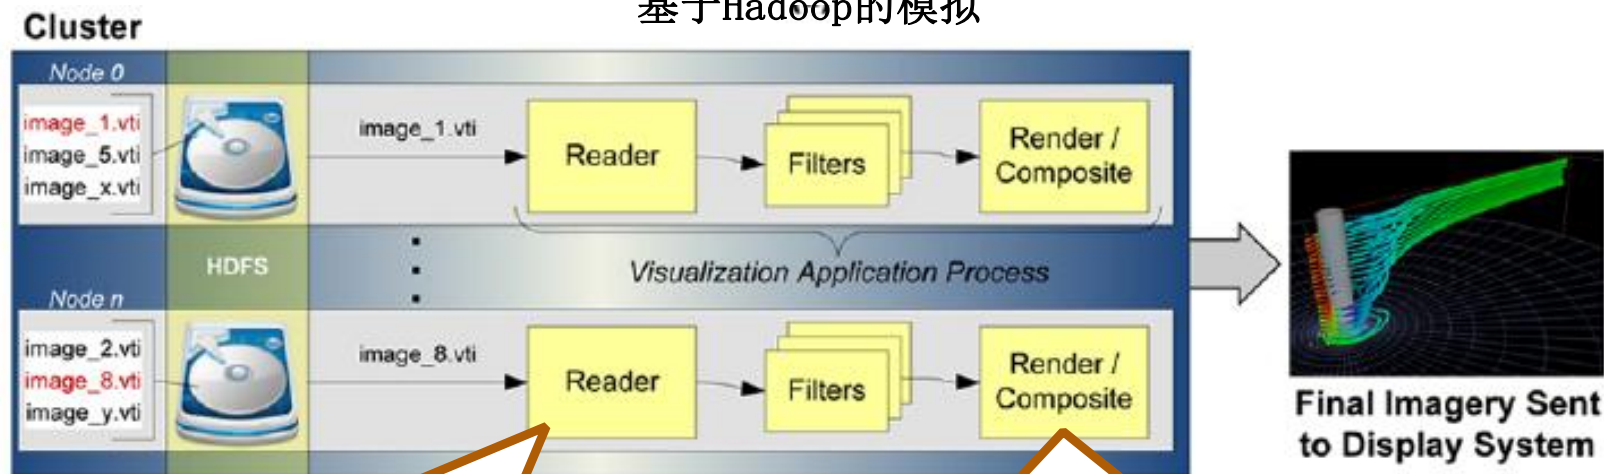 基于Hadoop的模拟
Cluster
Node 0
image_1.vti
image_5.vti
image_x.vti
image_1.vti
Reader
Filters
Render /
Composite
HDFS
Visualization Application Process
Node n
image_2.vti
image_8.vti
image_y.vti
image_8.vti
Reader
Filters
Render /
Composite
Final Imagery Sent
to Display System